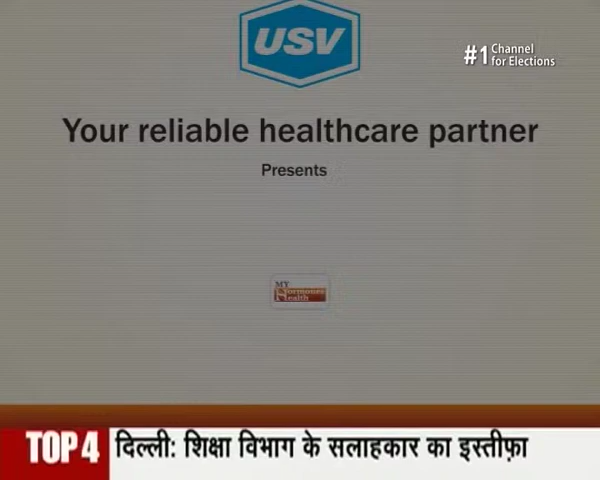 USV
#1 Channel
for Elections
Your reliable healthcare partner
Presents
MY
Hormones
Health
TOP 4 दिल्ली: शिक्षा विभाग के सलाहकार का इस्तीफ़ा